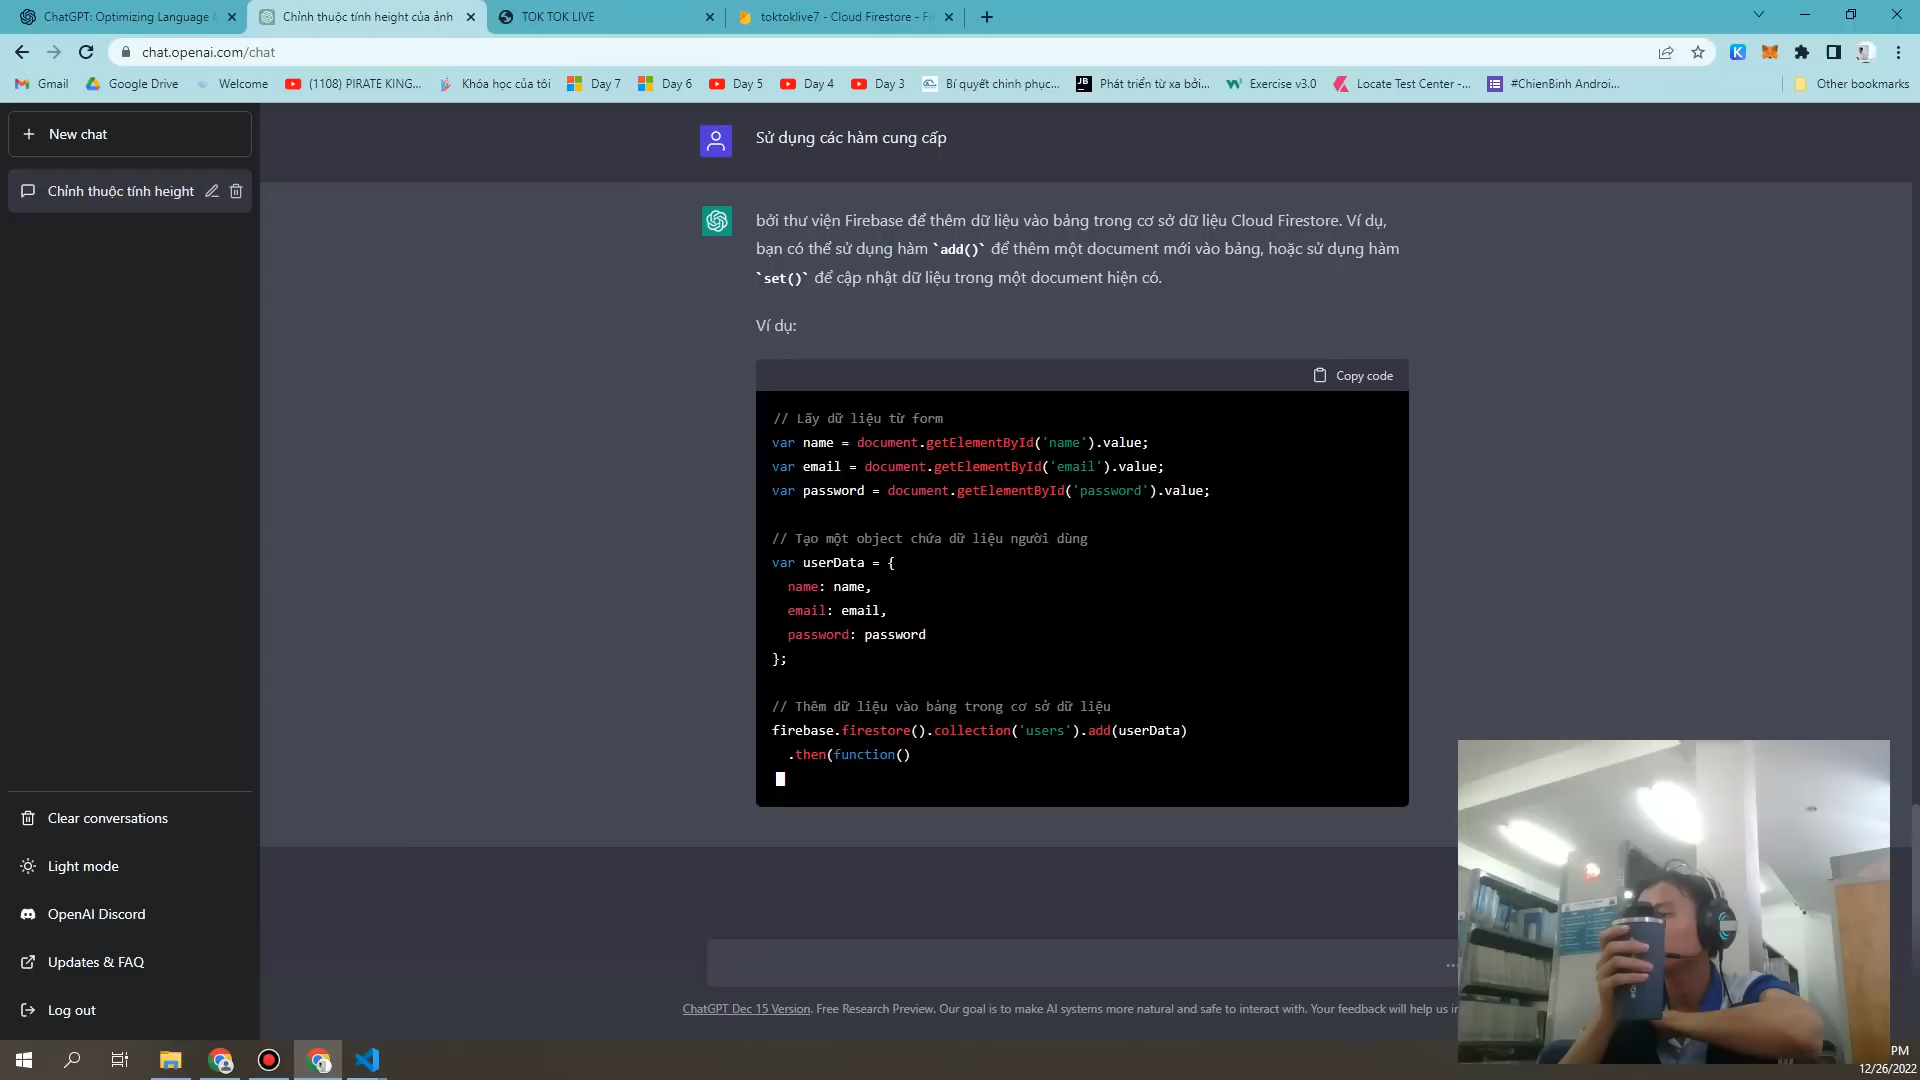 ChatGPT: Optimizing Language
Chỉnh thuộc tính height của ảnh
TOK TOK LIVE
toktoklive7 - Cloud Firestore - Fi
chat.openai.com/chat
Gmail
Google Drive
Welcome
(1108) PIRATE KING...
Khóa học của tôi
Day 7
Day 6
Day 5
Day 4
Day 3
Bí quyết chinh phục...
Phát triển từ xa bởi...
Exercise v3.0
Locate Test Center -...
#ChienBinh Androi...
Other bookmarks
New chat
Chỉnh thuộc tính height
Sử dụng các hàm cung cấp
bởi thư viện Firebase để thêm dữ liệu vào bảng trong cơ sở dữ liệu Cloud Firestore. Ví dụ,
bạn có thể sử dụng hàm `add()` để thêm một document mới vào bảng, hoặc sử dụng hàm
`set()` để cập nhật dữ liệu trong một document hiện có.
Ví dụ:
Copy code
// Lấy dữ liệu từ form
var name = document.getElementById('name').value;
var email = document.getElementById('email').value;
var password = document.getElementById('password').value;
// Tạo một object chứa dữ liệu người dùng
var userData = {
name: name,
email: email,
password: password
};
// Thêm dữ liệu vào bảng trong cơ sở dữ liệu
firebase.firestore().collection('users').add(userData)
.then(function()
Clear conversations
Light mode
OpenAI Discord
Updates & FAQ
Log out
ChatGPT Dec 15 Version. Free Research Preview. Our goal is to make AI systems more natural and safe to interact with. Your feedback will help us
PM
12/26/2022